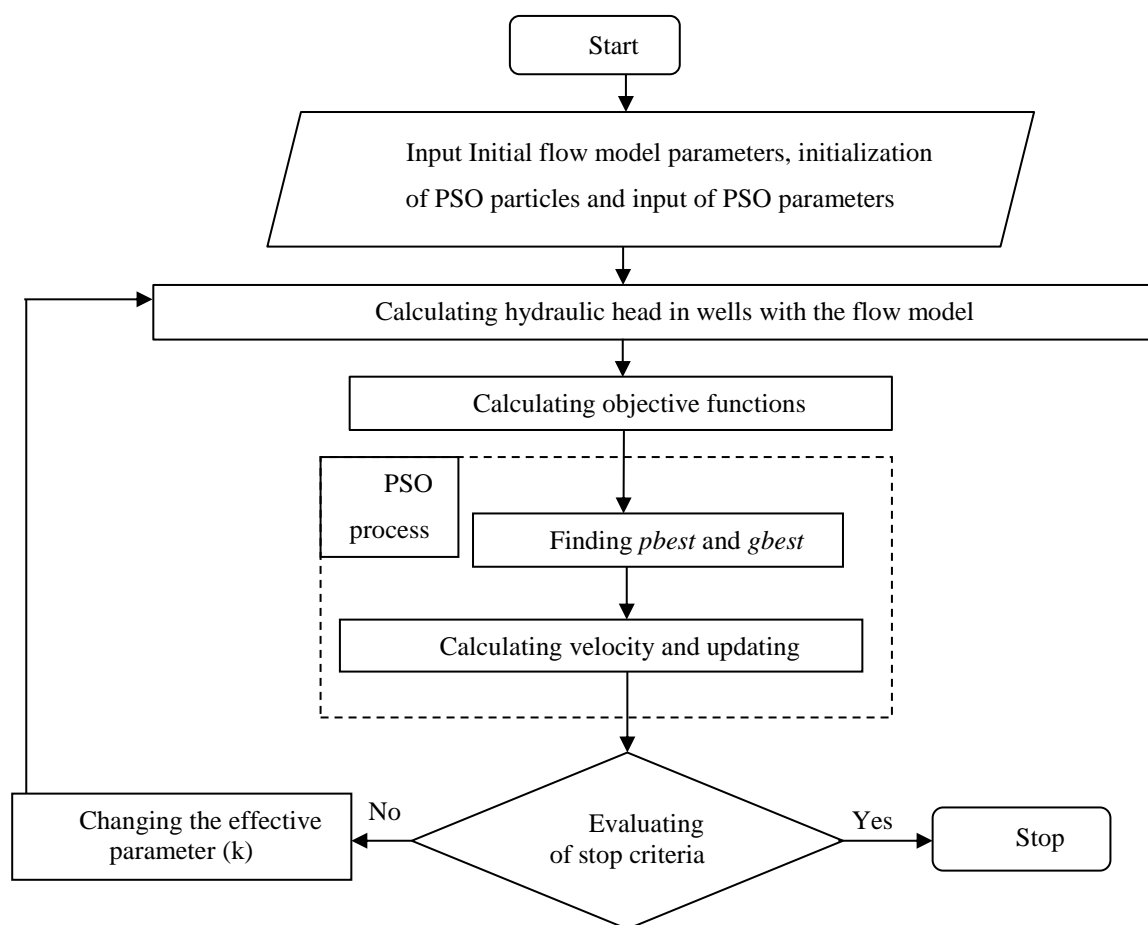 Start
Input Initial flow model parameters, initialization
of PSO particles and input of PSO parameters
Calculating hydraulic head in wells with the flow model
Calculating objective functions
PSO
process
Finding pbest and gbest
Calculating velocity and updating
Evaluating
of stop criteria
No
Yes
Changing the effective
parameter (k)
Stop